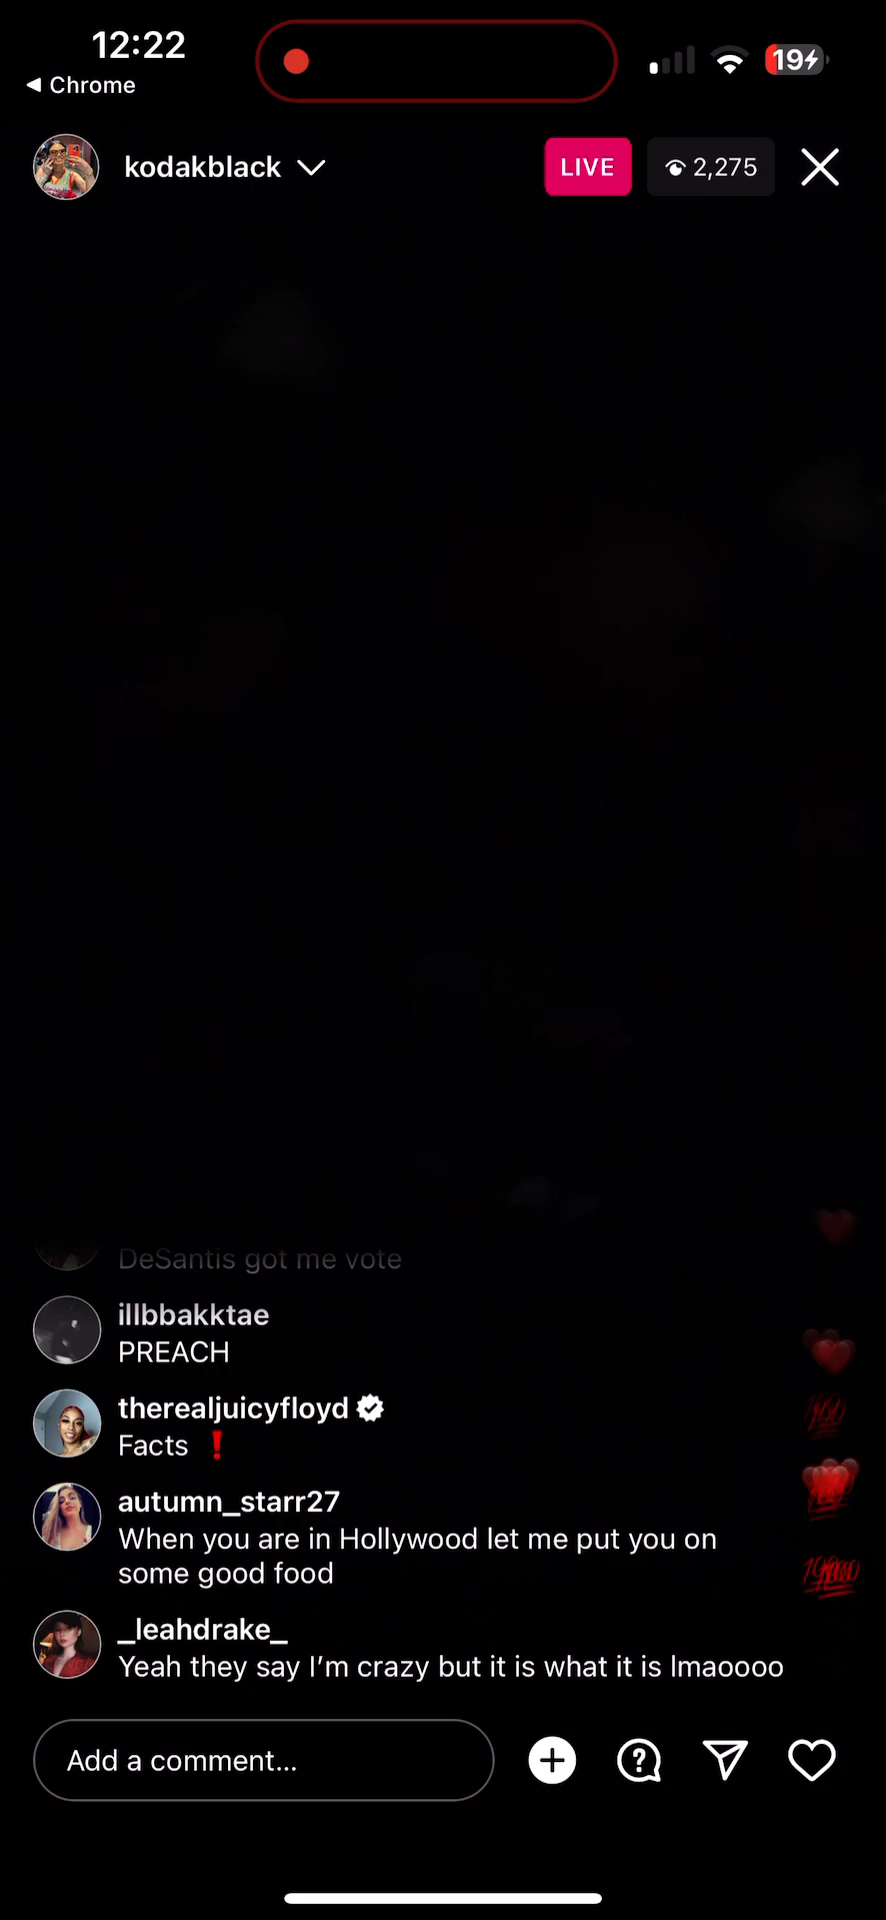 12:22
19
Chrome
kodakblack
LIVE
2,275
DeSantis got me vote
illbbakktae
PREACH
therealjuicyfloyd
Facts ❗
autumn_starr27
When you are in Hollywood let me put you on
some good food
_leahdrake_
Yeah they say I’m crazy but it is what it is lmaoooo
Add a comment...